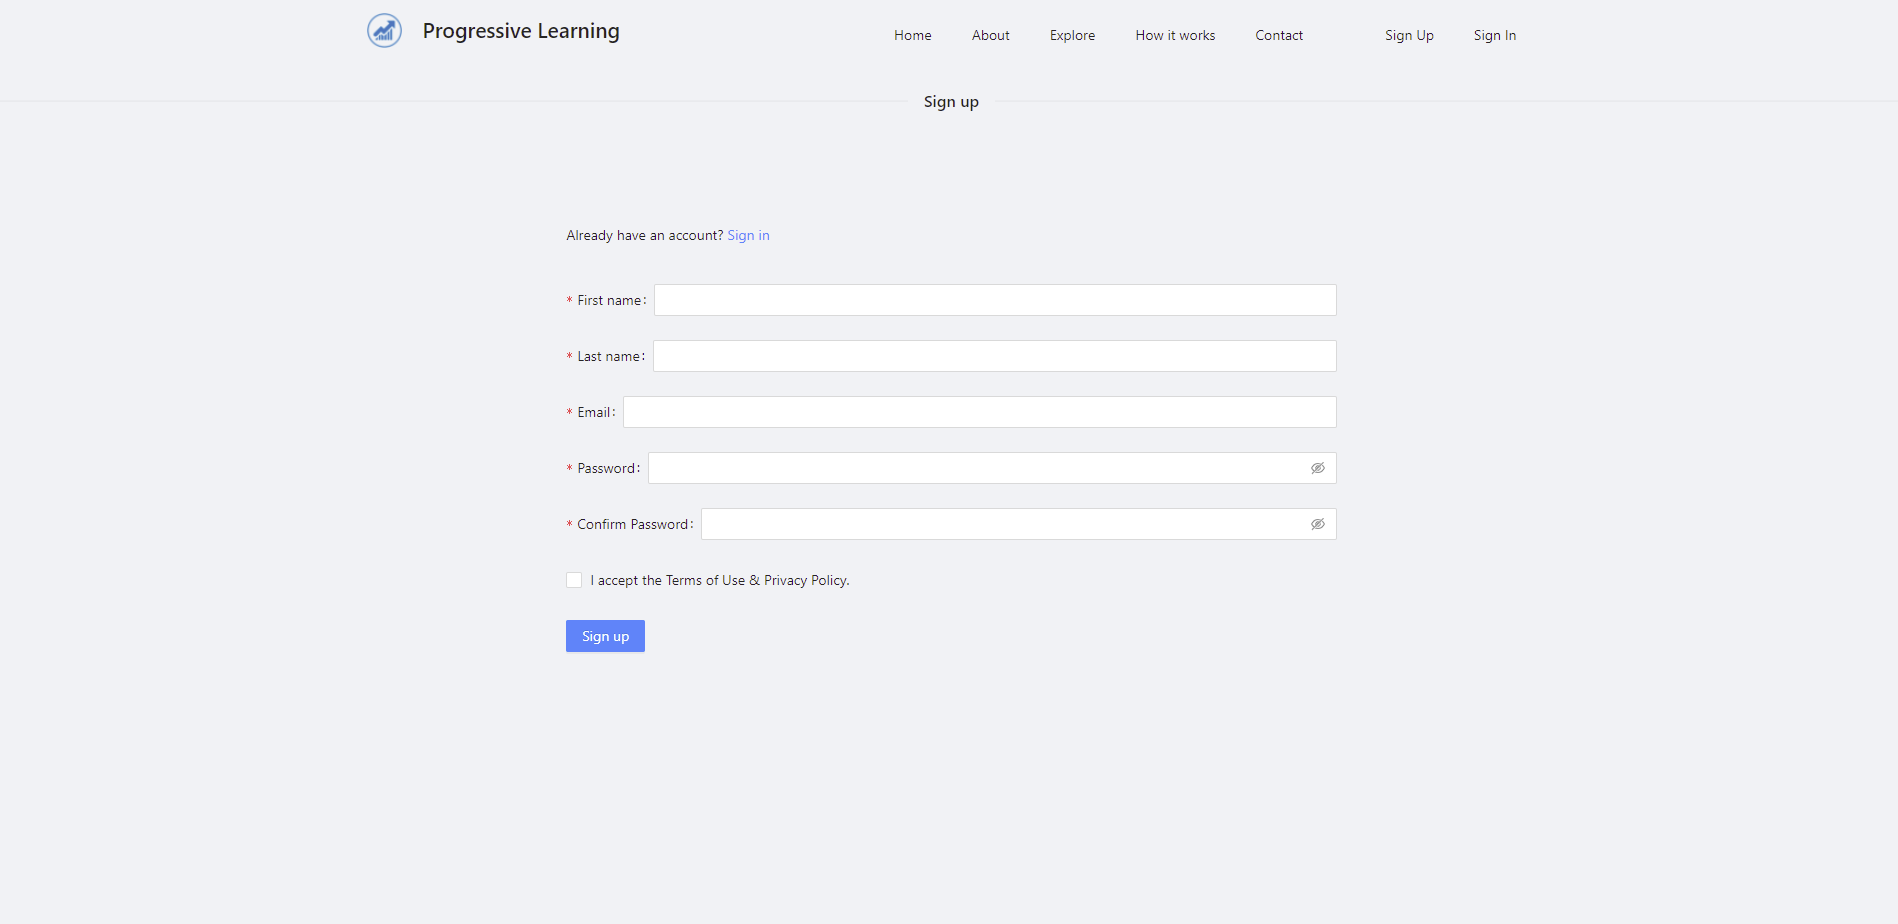 Progressive Learning
Home About Explore How it works Contact Sign Up Sign In
Sign up
Already have an account? Sign in
* First name:
* Last name:
* Email:
* Password:
* Confirm Password:
I accept the Terms of Use & Privacy Policy.
Sign up